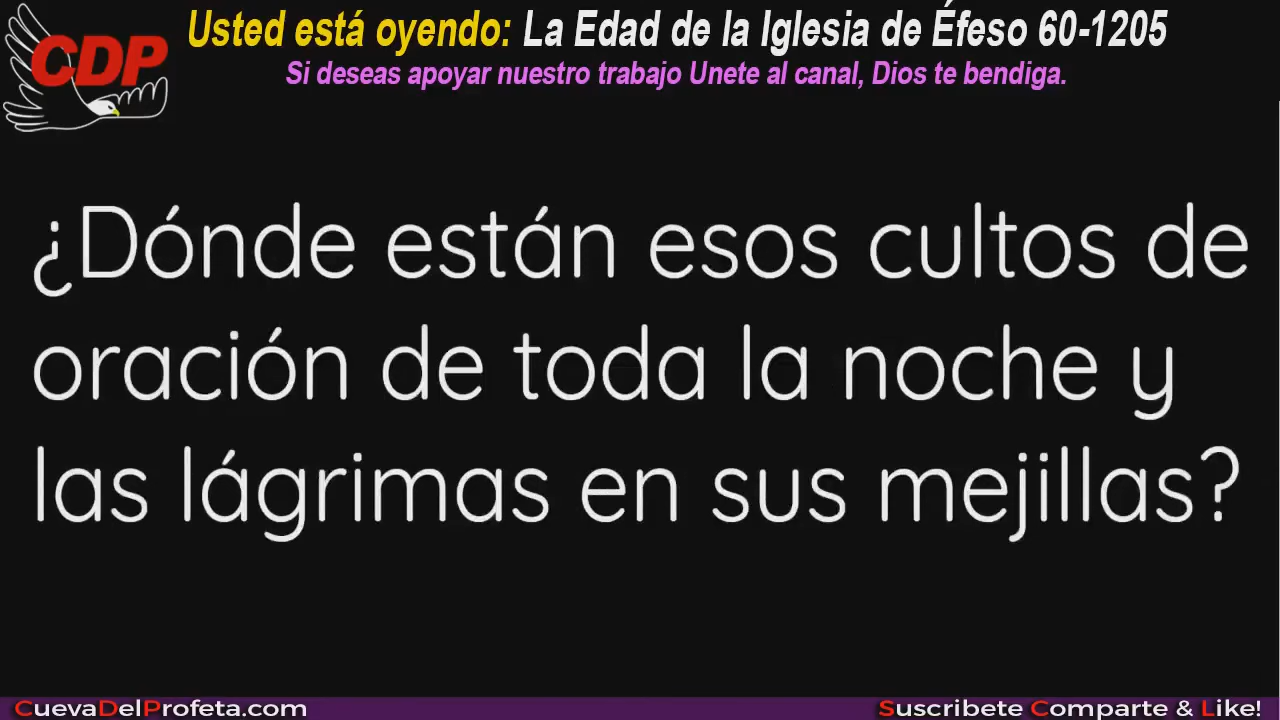 CDP
Usted está oyendo: La Edad de la Iglesia de Éfeso 60-1205
Si deseas apoyar nuestro trabajo Unete al canal, Dios te bendiga.
¿Dónde están esos cultos de
oración de toda la noche y
las lágrimas en sus mejillas?
CuevaDelProfeta.com
Suscribete Comparte & Like!